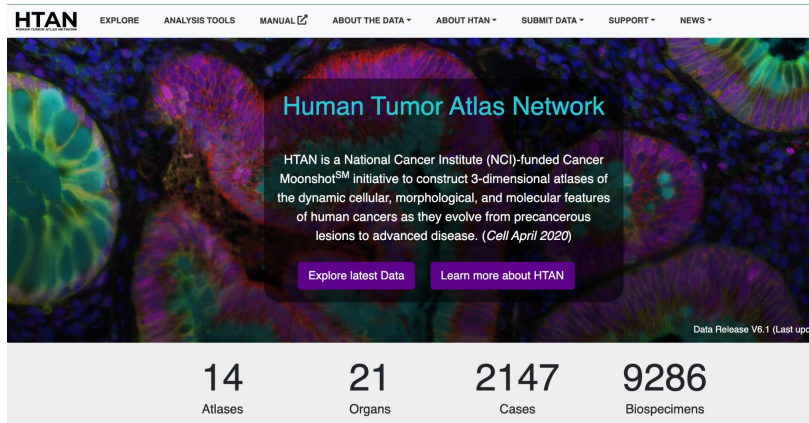 HTAN
HUMAN TUMOR ATLAS NETWORK
EXPLORE
ANALYSIS TOOLS
MANUAL
ABOUT THE DATA
ABOUT HTAN
SUBMIT DATA
SUPPORT
NEWS
Human Tumor Atlas Network
HTAN is a National Cancer Institute (NCI)-funded Cancer
Moonshot℠ initiative to construct 3-dimensional atlases of
the dynamic cellular, morphological, and molecular features
of human cancers as they evolve from precancerous
lesions to advanced disease. (Cell April 2020)
Explore latest Data
Learn more about HTAN
Data Release V6.1 (Last upd
14
Atlases
21
Organs
2147
Cases
9286
Biospecimens